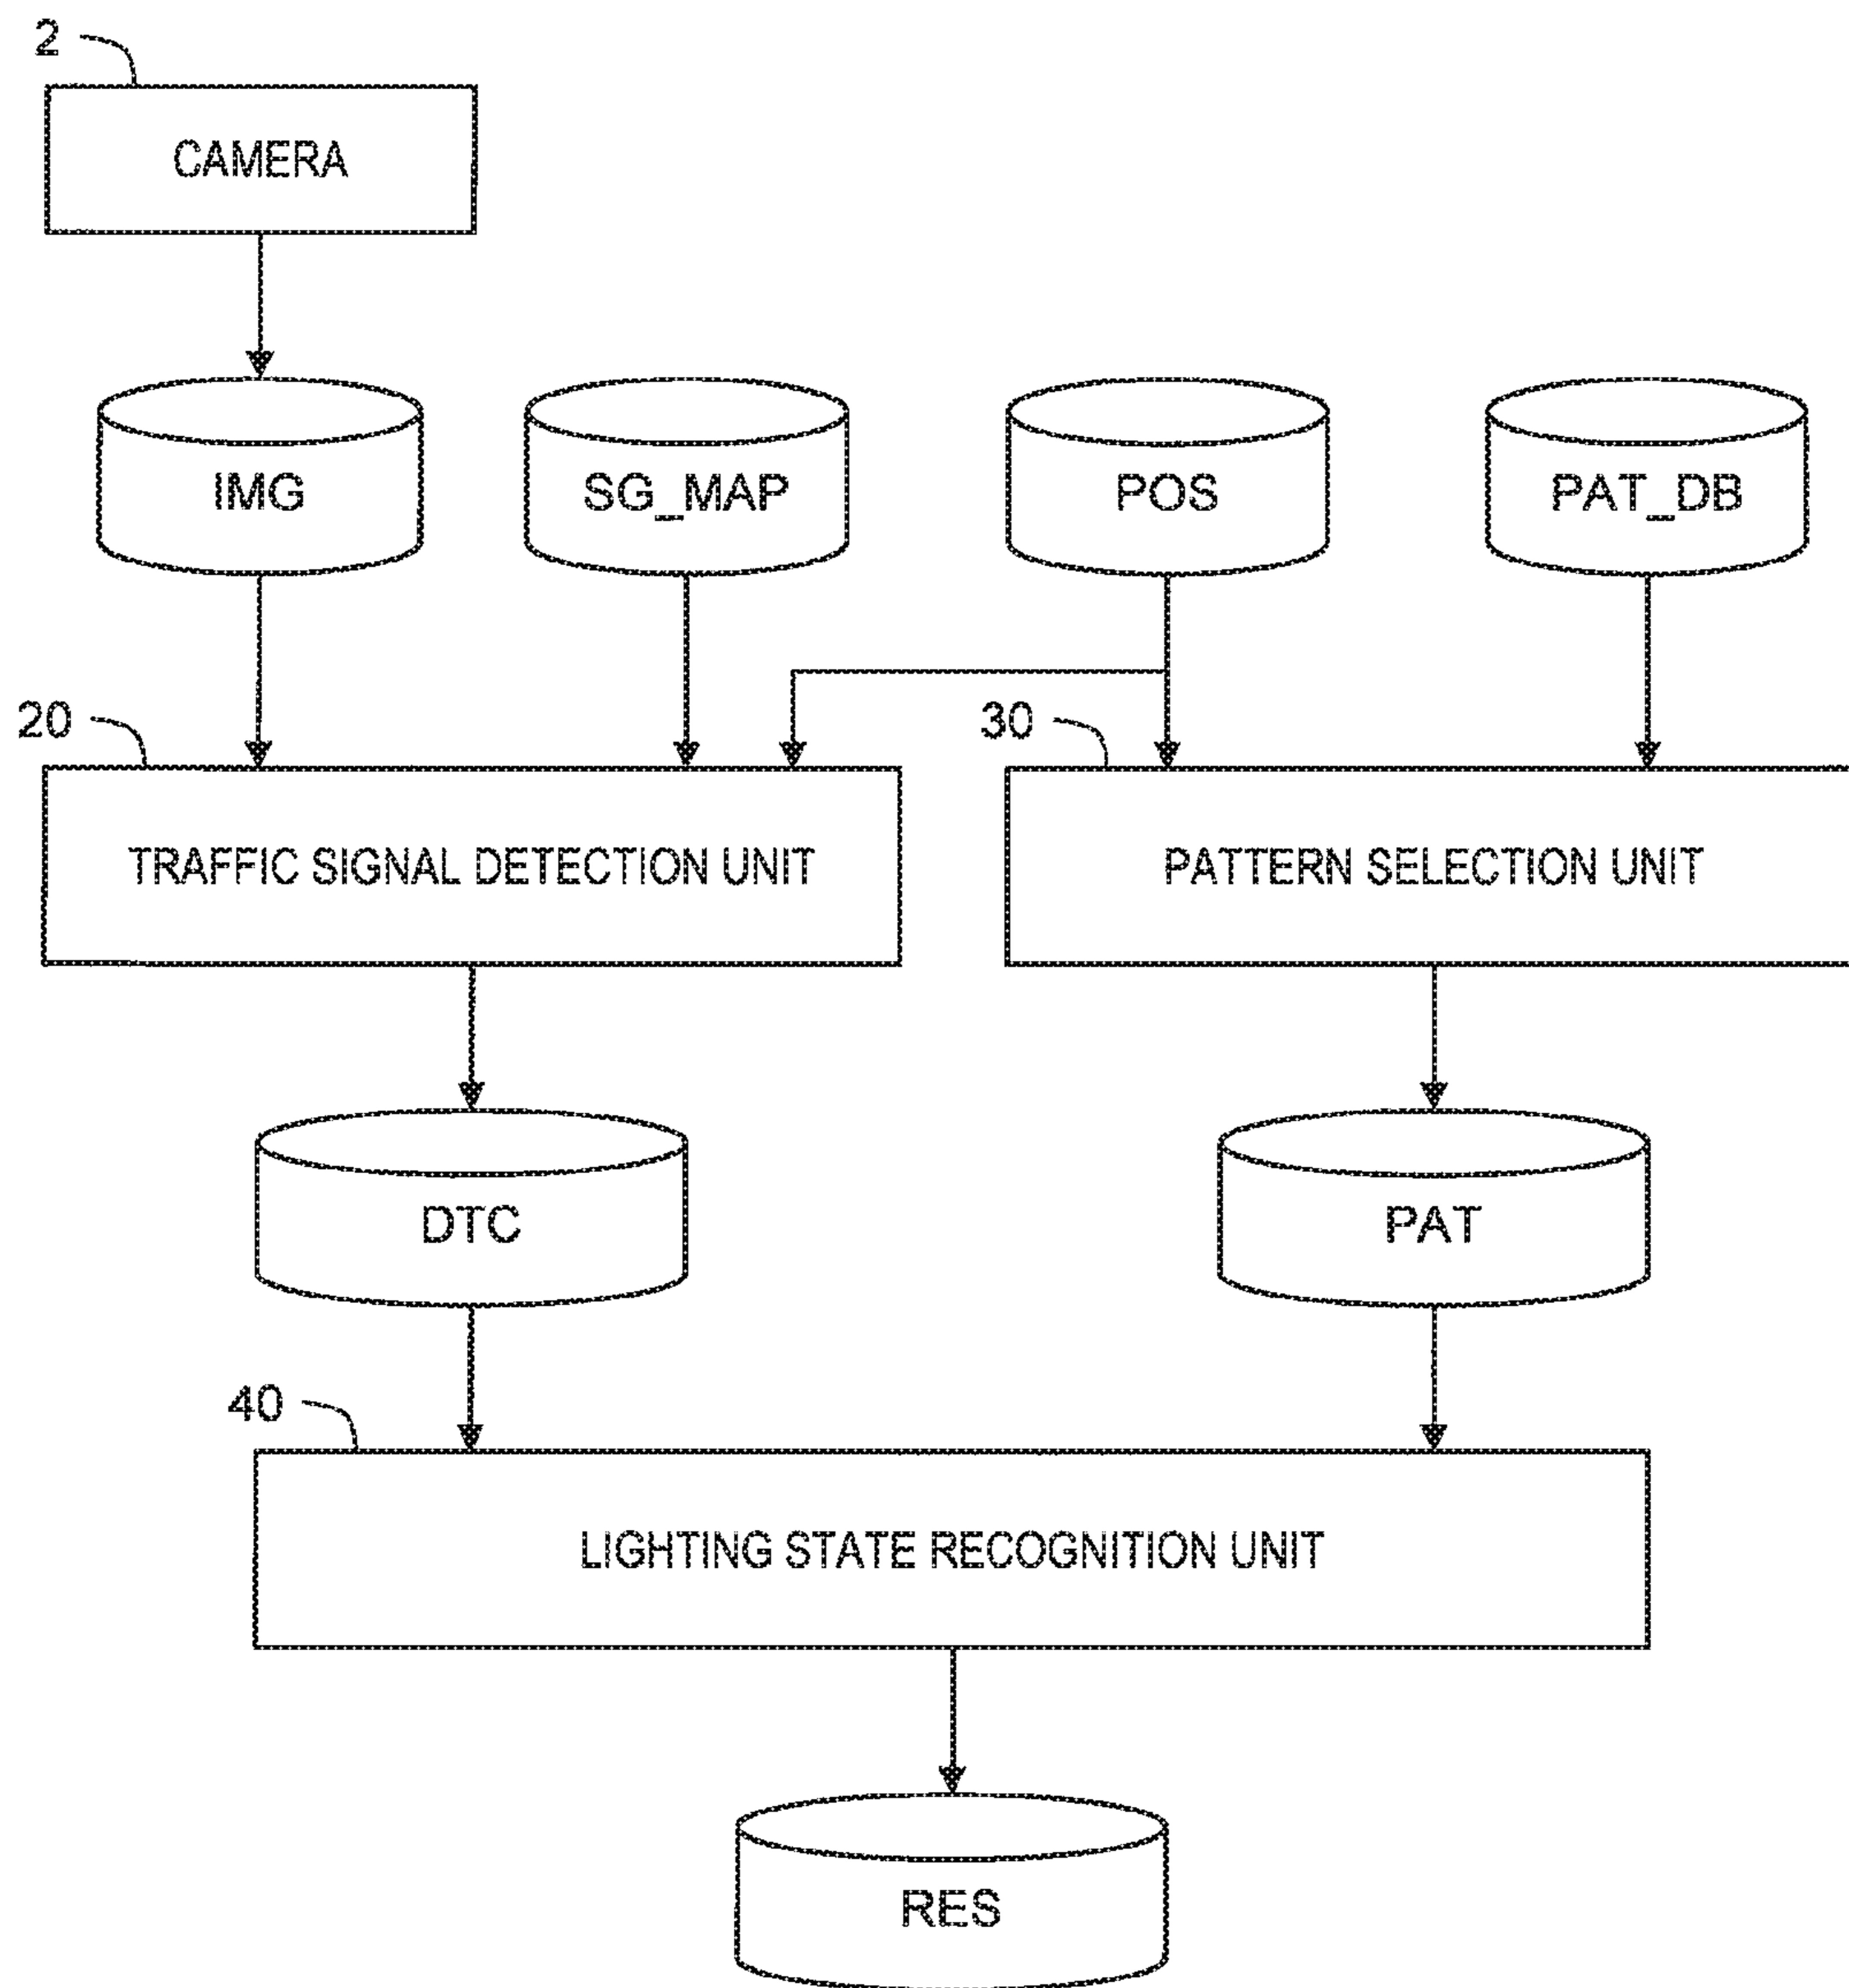 2
CAMERA
IMG
SG_MAP
POS
PAT_DB
20
30
TRAFFIC SIGNAL DETECTION UNIT
PATTERN SELECTION UNIT
DTC
PAT
40
LIGHTING STATE RECOGNITION UNIT
RES